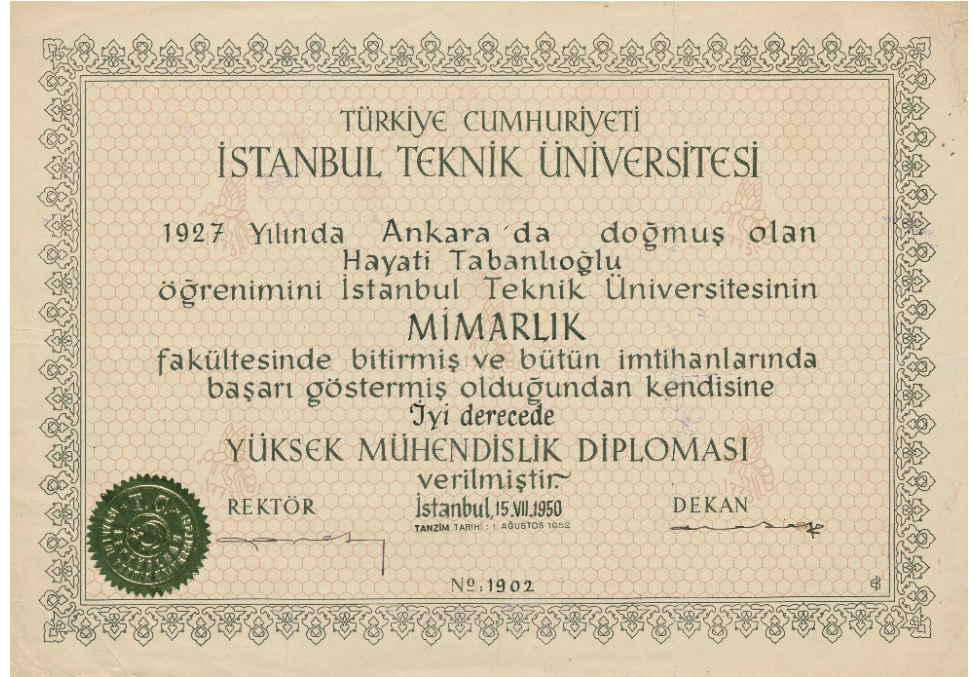 TÜRKİYE CUMHURİYETİ
İSTANBUL TEKNİK ÜNİVERSİTESİ
1927 Yılında Ankara'da doğmuş olan
Hayati Tabanlıoğlu
öğrenimini İstanbul Teknik Üniversitesinin
MİMARLIK
fakültesinde bitirmiş ve bütün imtihanlarında
başarı göstermiş olduğundan kendisine
İyi derecede
YÜKSEK MÜHENDİSLİK DİPLOMASI
verilmiştir.
REKTÖR İstanbul, 15.VII.1950 DEKAN
TANZİM TARİHİ : 1 AĞUSTOS 1952
T.C.
Nº: 1902